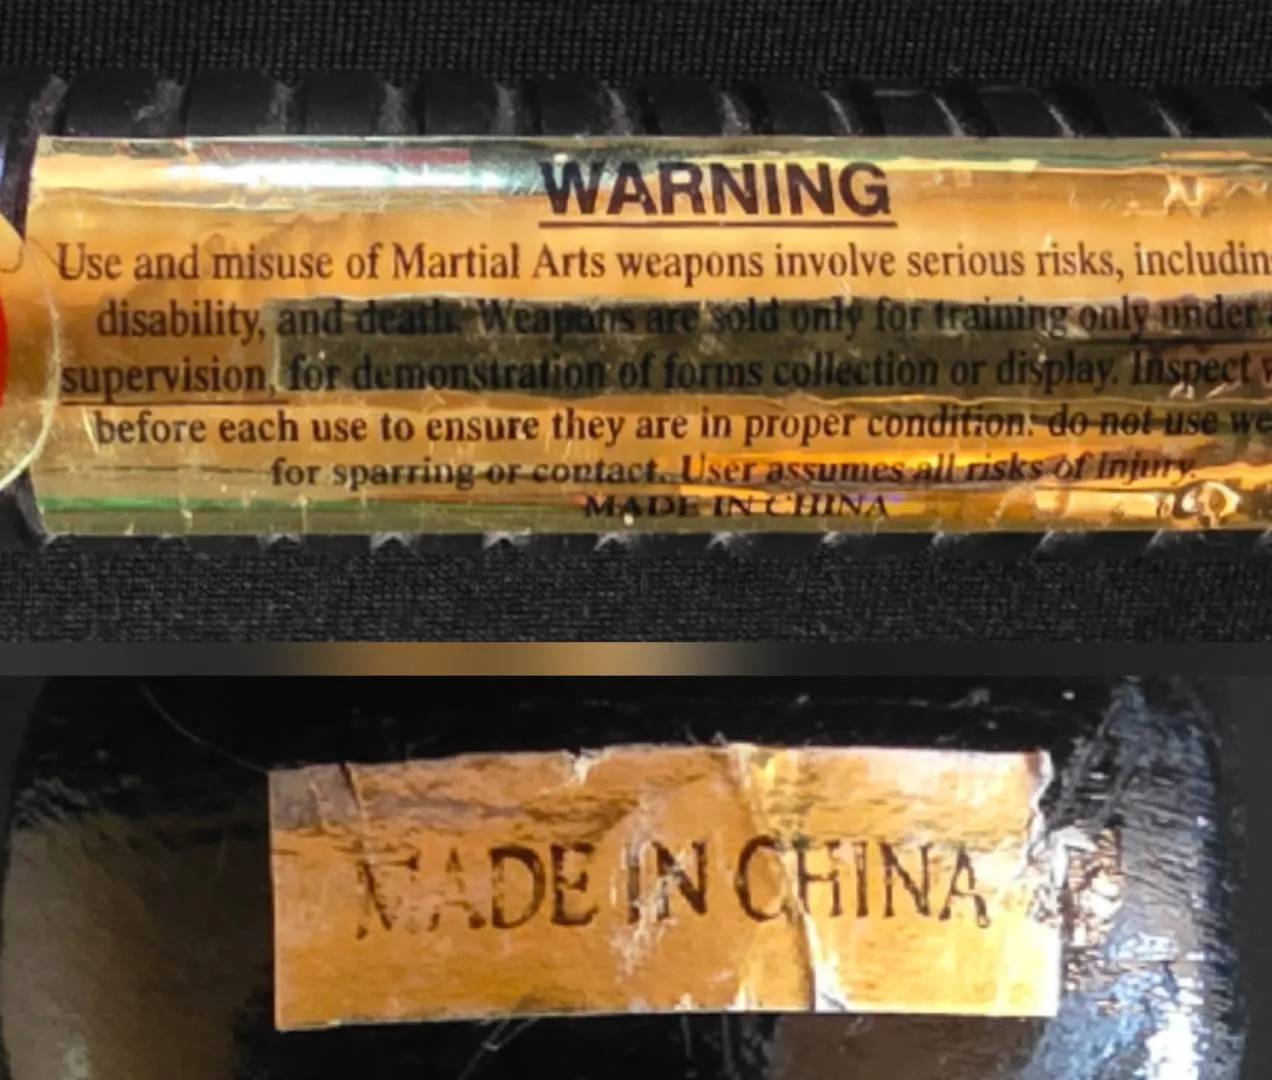 WARNING
Use and misuse of Martial Arts weapons involve serious risks, includin
disability, and death. Weapons are sold only for training only under
supervision, for demonstration of forms collection or display. Inspect
before each use to ensure they are in proper condition: do not use we
for sparring or contact. User assumes all risks of injury.
MADE IN CHINA
MADE IN CHINA